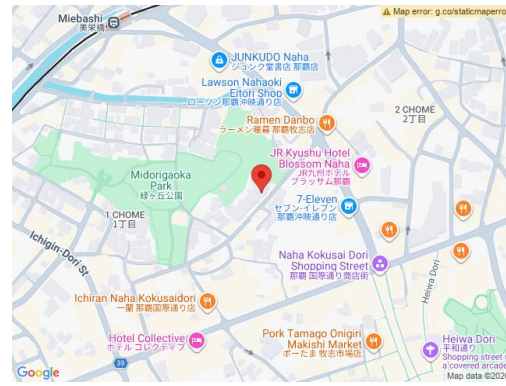 Map error: g.co/staticmaperro
Miebashi
美栄橋
JUNKUDO Naha
ジュンク堂書店 那覇店
Lawson Nahaoki
Eitori Shop
ローソン那覇沖映通り店
2 CHOME
2丁目
Ramen Danbo
ラーメン暖暮 那覇牧志店
JR Kyushu Hotel
Blossom Naha
JR九州ホテル
ブラッサム那覇
Midorigaoka
Park
緑ヶ丘公園
7-Eleven
セブン-イレブン
那覇沖映通り店
1 CHOME
1丁目
Ichigin-Dori St
Naha Kokusai Dori
Shopping Street
那覇 国際通り商店街
Heiwa Dori
Ichiran Naha Kokusaidori
一蘭 那覇国際通り店
Hotel Collective
ホテル コレクティブ
39
Pork Tamago Onigiri
Makishi Market
ポーたま 牧志市場店
Heiwa Dori
平和通り
Shopping street w
a covered arcade
Google
Map data ©2026